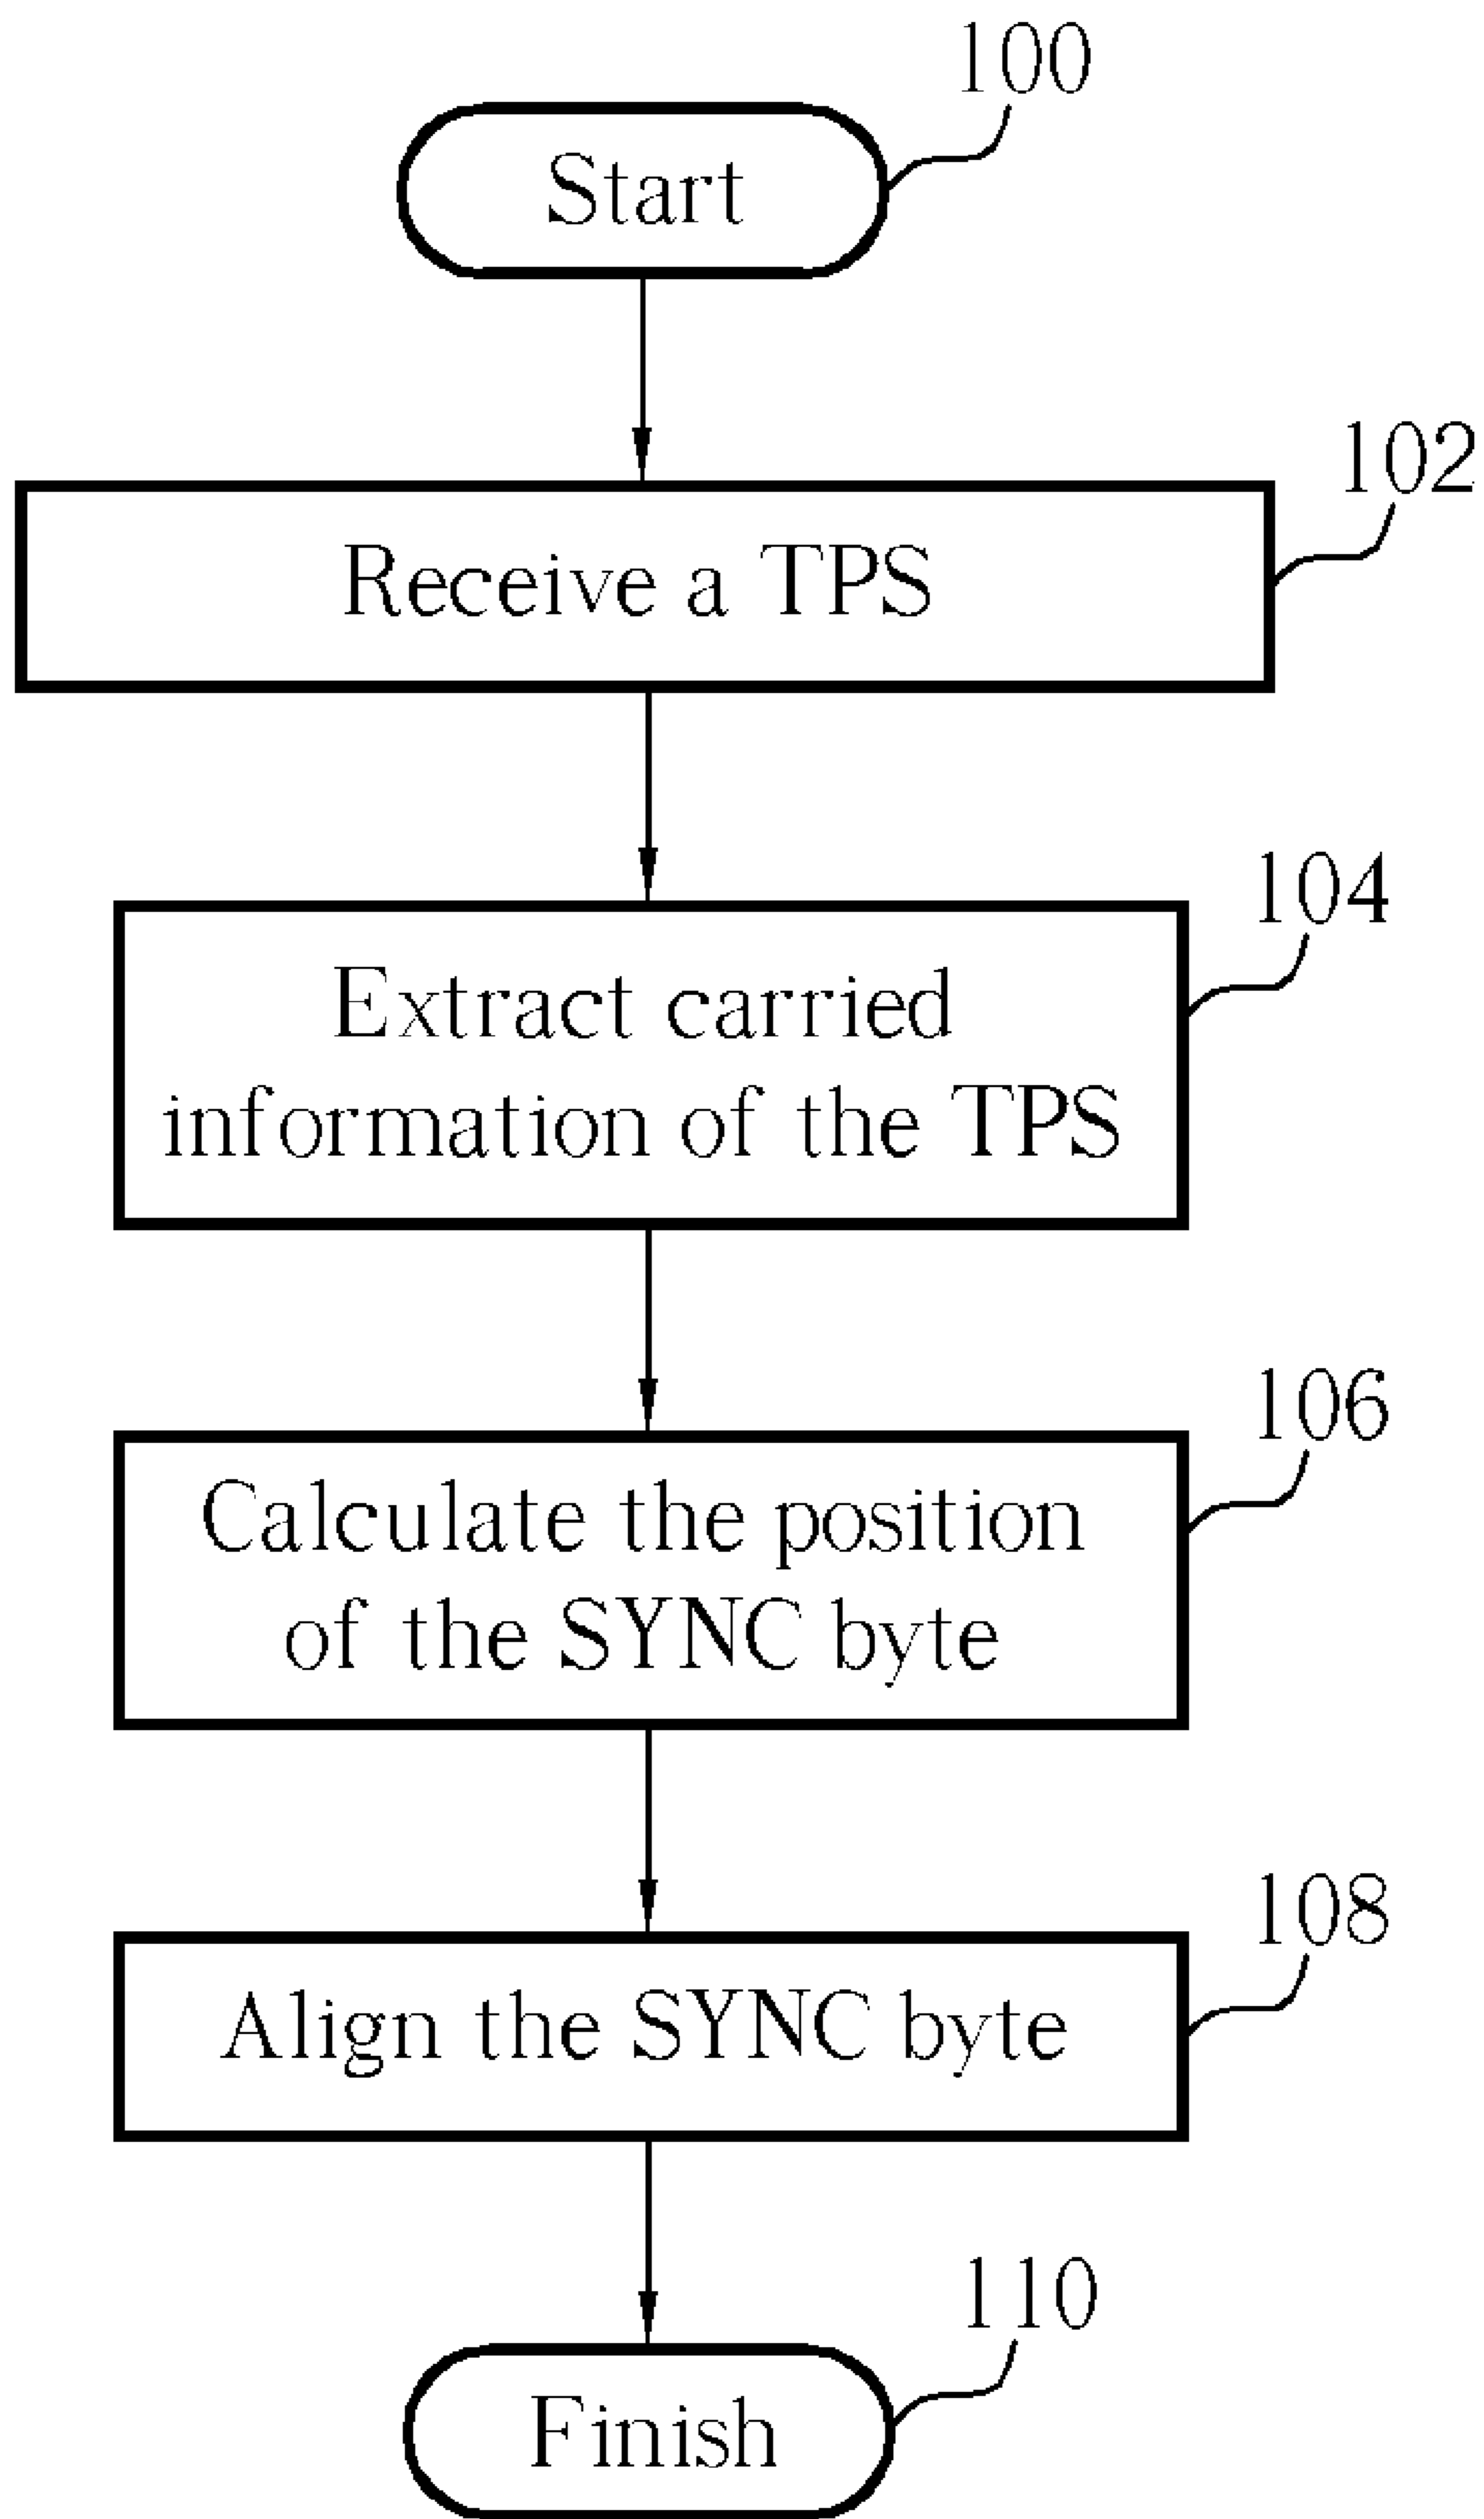 100
Start
102
Receive a TPS
104
Extract carried
information of the TPS
106
Calculate the position
of the SYNC byte
108
Align the SYNC byte
110
Finish